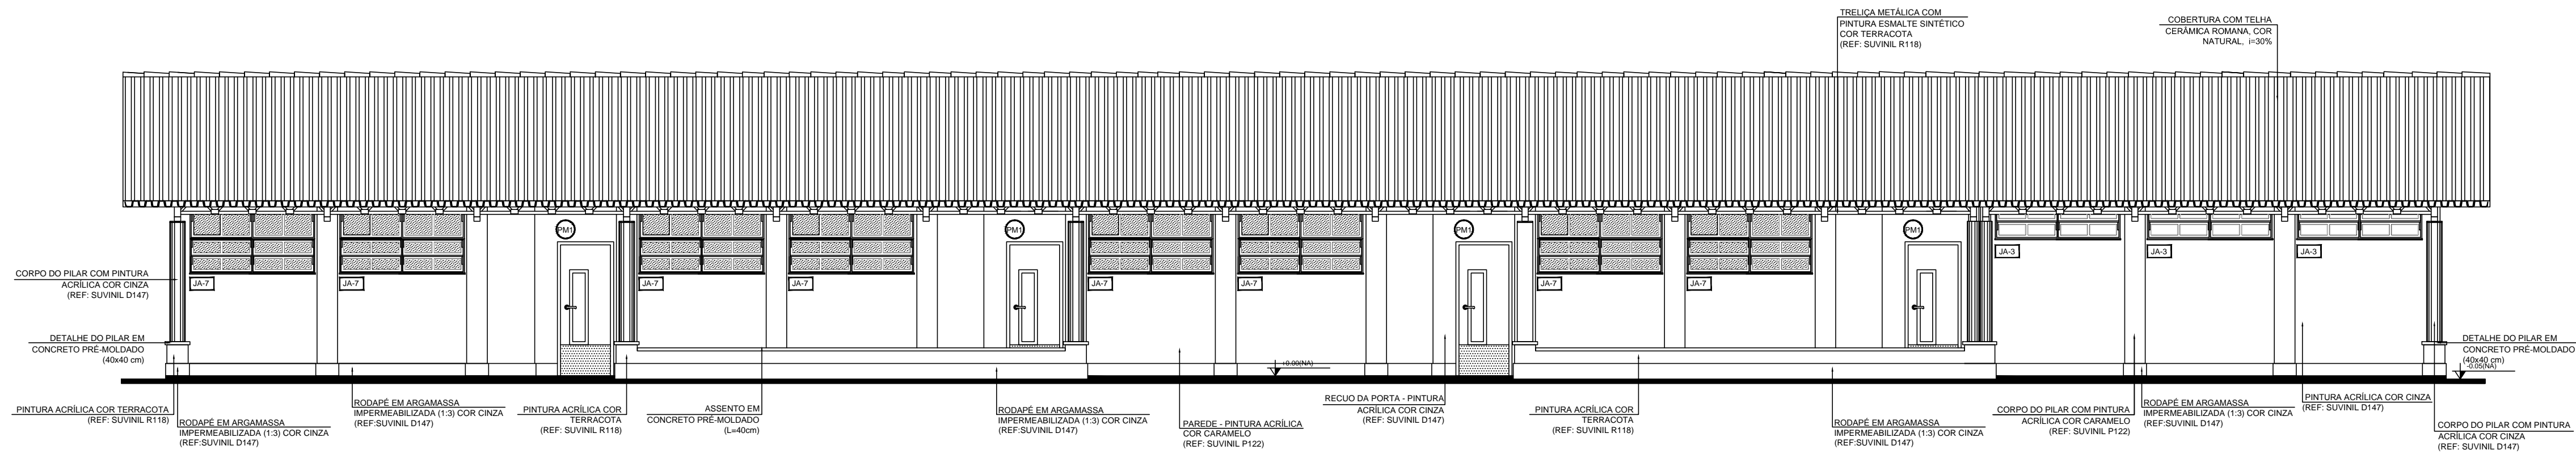 TRELIÇA METÁLICA COM
PINTURA ESMALTE SINTÉTICO
COR TERRACOTA
(REF: SUVINIL R118)
COBERTURA COM TELHA
CERÂMICA ROMANA, COR
NATURAL, i=30%
PM1
PM1
PM1
PM1
CORPO DO PILAR COM PINTURA
ACRÍLICA COR CINZA
(REF: SUVINIL D147)
JA-7
JA-7
JA-7
JA-7
JA-7
JA-7
JA-7
JA-7
JA-3
JA-3
JA-3
DETALHE DO PILAR EM
CONCRETO PRÉ-MOLDADO
(40x40 cm)
+0.00(NA)
DETALHE DO PILAR EM
CONCRETO PRÉ-MOLDADO
(40x40 cm)
-0.05(NA)
PINTURA ACRÍLICA COR TERRACOTA
(REF: SUVINIL R118)
RODAPÉ EM ARGAMASSA
IMPERMEABILIZADA (1:3) COR CINZA
(REF:SUVINIL D147)
RODAPÉ EM ARGAMASSA
IMPERMEABILIZADA (1:3) COR CINZA
(REF:SUVINIL D147)
PINTURA ACRÍLICA COR
TERRACOTA
(REF: SUVINIL R118)
ASSENTO EM
CONCRETO PRÉ-MOLDADO
(L=40cm)
RODAPÉ EM ARGAMASSA
IMPERMEABILIZADA (1:3) COR CINZA
(REF:SUVINIL D147)
PAREDE - PINTURA ACRÍLICA
COR CARAMELO
(REF: SUVINIL P122)
RECUO DA PORTA - PINTURA
ACRÍLICA COR CINZA
(REF: SUVINIL D147)
PINTURA ACRÍLICA COR
TERRACOTA
(REF: SUVINIL R118)
RODAPÉ EM ARGAMASSA
IMPERMEABILIZADA (1:3) COR CINZA
(REF:SUVINIL D147)
CORPO DO PILAR COM PINTURA
ACRÍLICA COR CARAMELO
(REF: SUVINIL P122)
RODAPÉ EM ARGAMASSA
IMPERMEABILIZADA (1:3) COR CINZA
(REF:SUVINIL D147)
PINTURA ACRÍLICA COR CINZA
(REF: SUVINIL D147)
CORPO DO PILAR COM PINTURA
ACRÍLICA COR CINZA
(REF: SUVINIL D147)